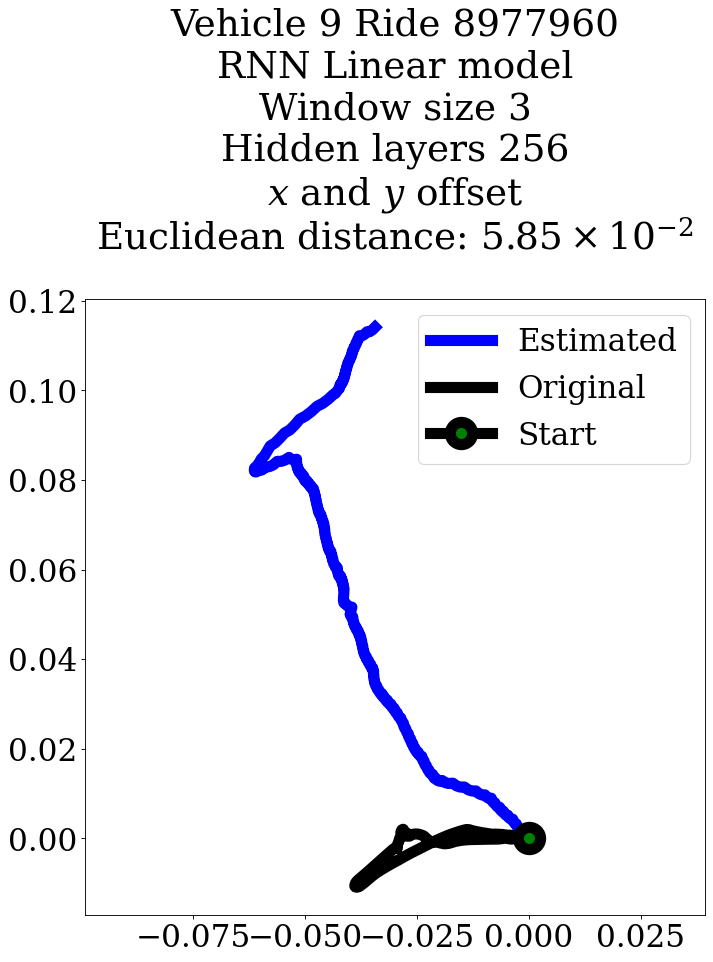 Vehicle 9 Ride 8977960
RNN Linear model
Window size 3
Hidden layers 256
x and y offset
Euclidean distance: 5.85 × 10⁻²
0.12
0.10
0.08
0.06
0.04
0.02
0.00
Estimated
Original
Start
−0.075 −0.050 −0.025 0.000 0.025